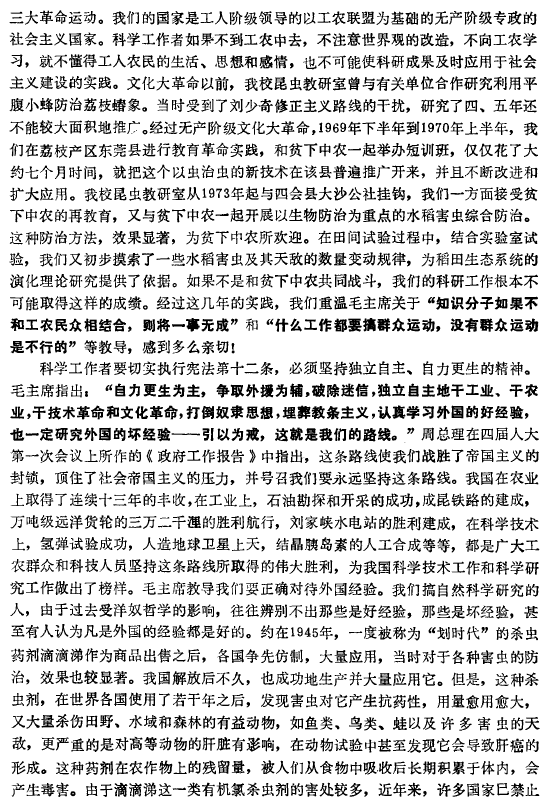 三大革命运动。我们的国家是工人阶级领导的以工农联盟为基础的无产阶级专政的
社会主义国家。科学工作者如果不到工农中去，不注意世界观的改造，不向工农学
习，就不懂得工人农民的生活、思想和感情，也不可能使科研成果及时应用于社会
主义建设的实践。文化大革命以前，我校昆虫教研室曾与有关单位合作研究利用平
腹小蜂防治荔枝蝽象。当时受到了刘少奇修正主义路线的干扰，研究了四、五年还
不能较大面积地推广。经过无产阶级文化大革命，1969年下半年到1970年上半年，我
们在荔枝产区东莞县进行教育革命实践，和贫下中农一起举办短训班，仅仅花了大
约七个月时间，就把这个以虫治虫的新技术在该县普遍推广开来，并且不断改进和
扩大应用。我校昆虫教研室从1973年起与四会县大沙公社挂钩，我们一方面接受贫
下中农的再教育，又与贫下中农一起开展以生物防治为重点的水稻害虫综合防治。
这种防治方法，效果显著，为贫下中农所欢迎。在田间试验过程中，结合实验室试
验，我们又初步摸索了一些水稻害虫及其天敌的数量变动规律，为稻田生态系统的
演化理论研究提供了依据。如果不是和贫下中农共同战斗，我们的科研工作根本不
可能取得这样的成绩。经过这几年的实践，我们重温毛主席关于“知识分子如果不
和工农民众相结合，则将一事无成”和“什么工作都要搞群众运动，没有群众运动
是不行的”等教导，感到多么亲切！
科学工作者要切实执行宪法第十二条，必须坚持独立自主、自力更生的精神。
毛主席指出：“自力更生为主，争取外援为辅，破除迷信，独立自主地干工业、干农
业，干技术革命和文化革命，打倒奴隶思想，埋葬教条主义，认真学习外国的好经验，
也一定研究外国的坏经验——引以为戒，这就是我们的路线。”周总理在四届人大
第一次会议上所作的《政府工作报告》中指出，这条路线使我们战胜了帝国主义的
封锁，顶住了社会帝国主义的压力，并号召我们要永远坚持这条路线。我国在农业
上取得了连续十三年的丰收，在工业上，石油勘探和开采的成功，成昆铁路的建成，
万吨级远洋货轮的三万二千浬的胜利航行，刘家峡水电站的胜利建成，在科学技术
上，氢弹试验成功，人造地球卫星上天，结晶胰岛素的人工合成等等，都是广大工
农群众和科技人员坚持这条路线所取得的伟大胜利，为我国科学技术工作和科学研
究工作做出了榜样。毛主席教导我们要正确对待外国经验。我们搞自然科学研究的
人，由于过去受洋奴哲学的影响，往往辨别不出那些是好经验，那些是坏经验，甚
至有人认为凡是外国的经验都是好的。约在1945年，一度被称为“划时代”的杀虫
药剂滴滴涕作为商品出售之后，各国争先仿制，大量应用，当时对于各种害虫的防
治，效果也较显著。我国解放后不久，也成功地生产并大量应用它。但是，这种杀
虫剂，在世界各国使用了若干年之后，发现害虫对它产生抗药性，用量愈用愈大，
又大量杀伤田野、水域和森林的有益动物，如鱼类、鸟类、蛙以及许多害虫的天
敌，更严重的是对高等动物的肝脏有影响，在动物试验中甚至发现它会导致肝癌的
形成。这种药剂在农作物上的残留量，被人们从食物中吸收后长期积累于体内，会
产生毒害。由于滴滴涕这一类有机氯杀虫剂的害处较多，近年来，许多国家已禁止